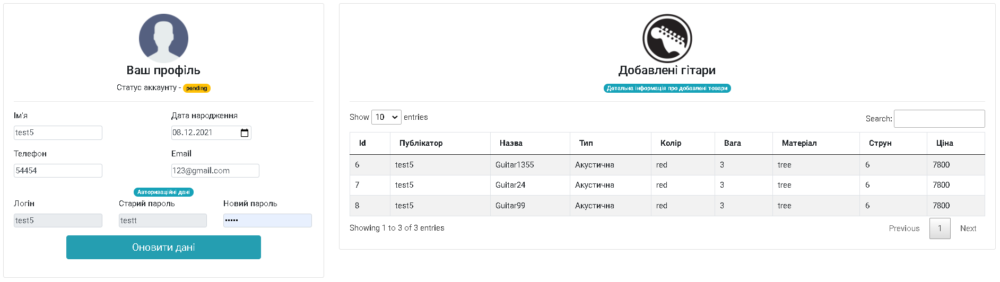 Ваш профіль
Статус аккаунту - pending
Ім'я Дата народження
test5 08.12.2021
Телефон Email
54454 123@gmail.com
Авторизаційні дані
Логін Старий пароль Новий пароль
test5 testt •••••
Оновити дані
Добавлені гітари
Детальна інформація про добавлені товари
Show 10 entries Search:
Id Публікатор Назва Тип Колір Вага Матеріал Струн Ціна
6 test5 Guitar1355 Акустична red 3 tree 6 7800
7 test5 Guitar24 Акустична red 3 tree 6 7800
8 test5 Guitar99 Акустична red 3 tree 6 7800
Showing 1 to 3 of 3 entries Previous 1 Next